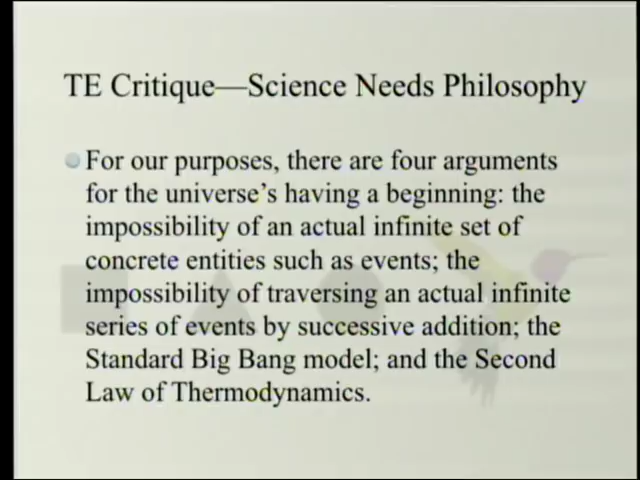 TE Critique—Science Needs Philosophy
For our purposes, there are four arguments
for the universe's having a beginning: the
impossibility of an actual infinite set of
concrete entities such as events; the
impossibility of traversing an actual infinite
series of events by successive addition; the
Standard Big Bang model; and the Second
Law of Thermodynamics.